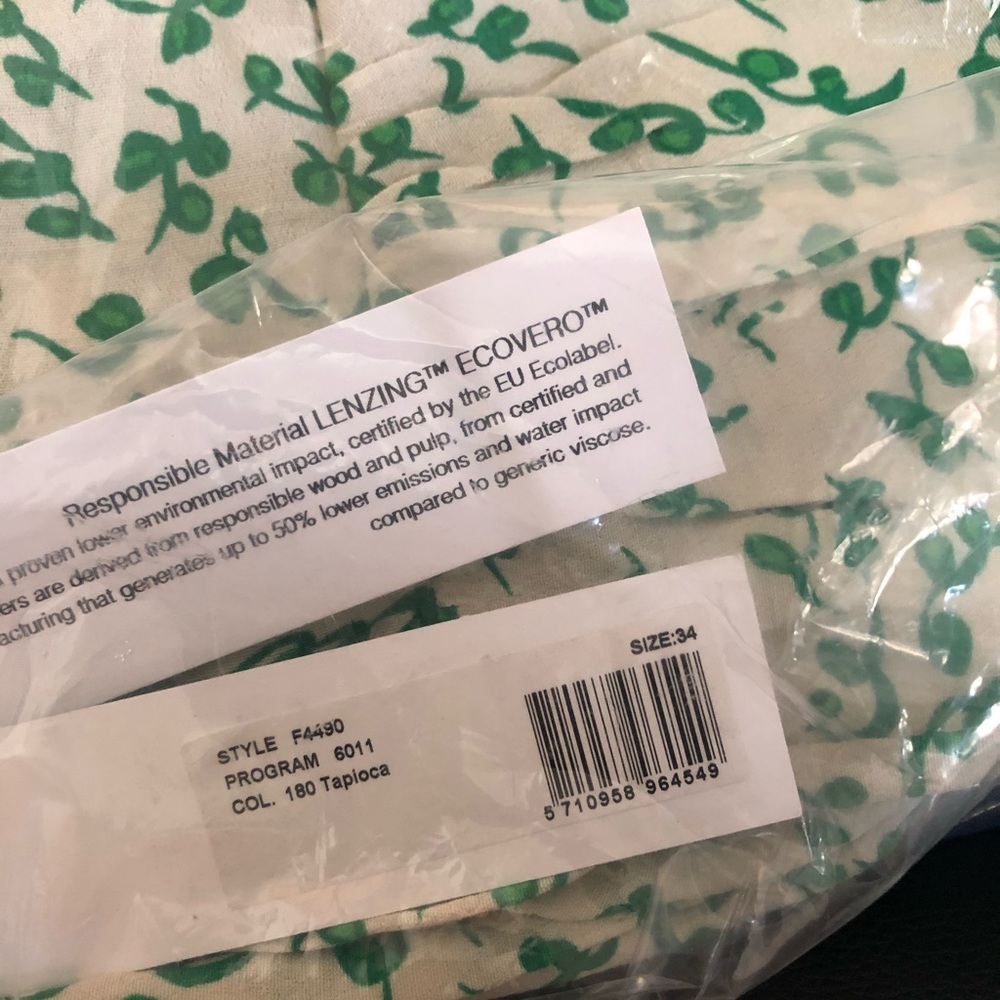 Responsible Material LENZING™ ECOVERO™
proven lower environmental impact, certified by the EU Ecolabel.
ers are derived from responsible wood and pulp, from certified and
acturing that generates up to 50% lower emissions and water impact
compared to generic viscose.
SIZE:34
STYLE F4490
PROGRAM 6011
COL. 180 Tapioca
5 710958 964549